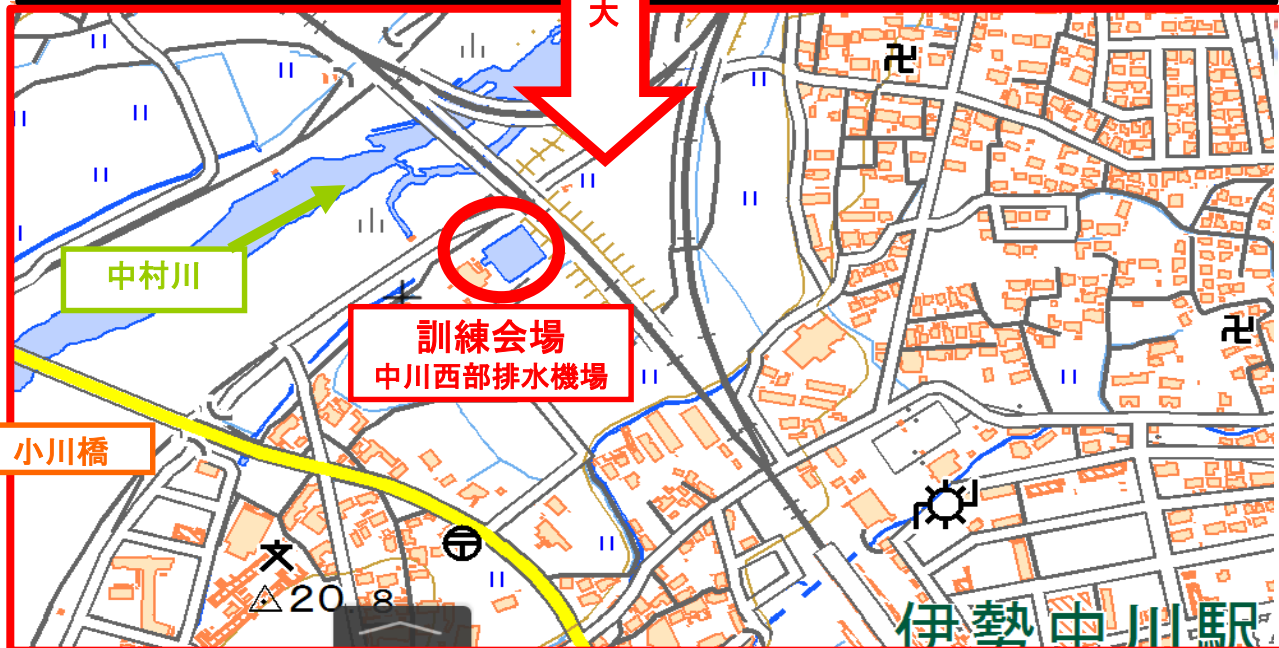 大
中村川
訓練会場
中川西部排水機場
小川橋
20.8
伊勢中川駅